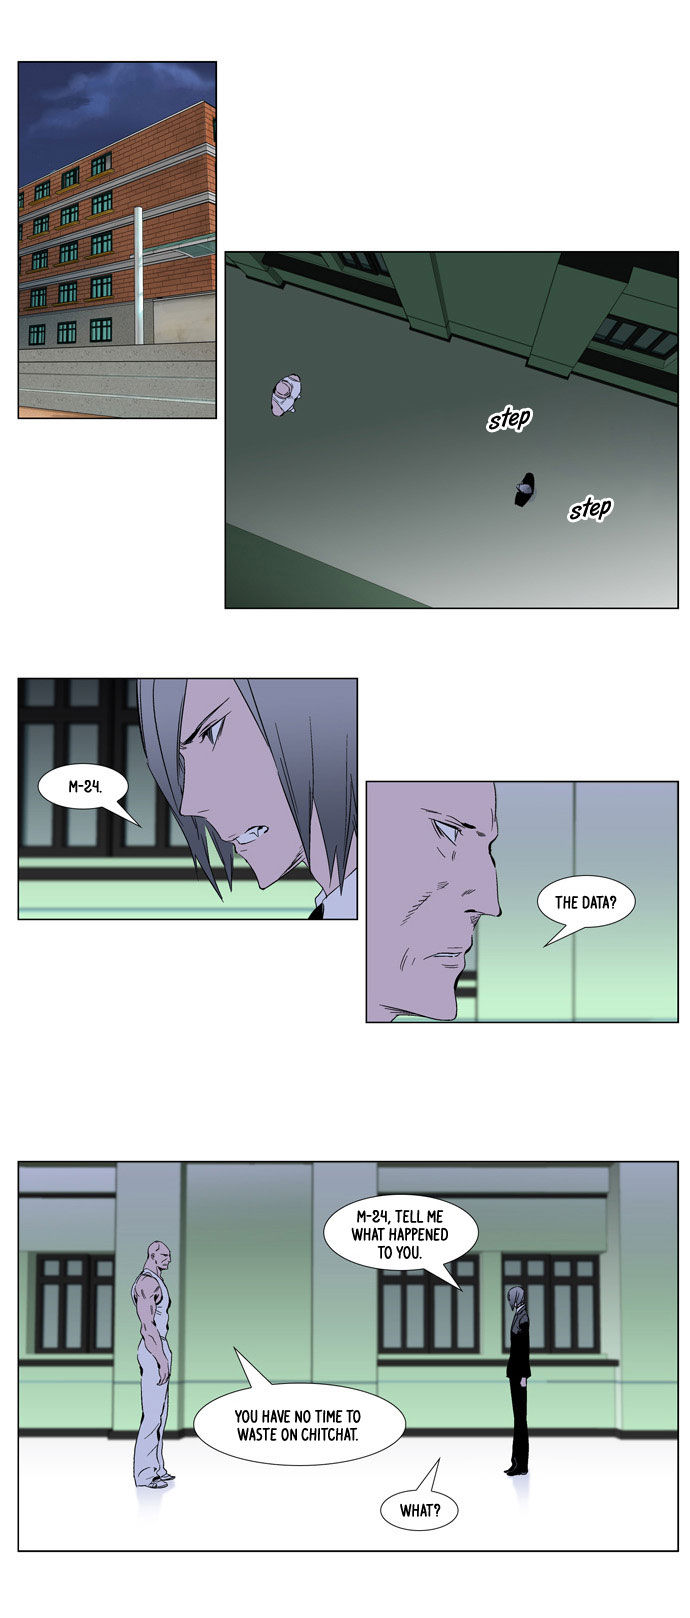 step
step
M-24.
THE DATA?
M-24, TELL ME
WHAT HAPPENED
TO YOU.
YOU HAVE NO TIME TO
WASTE ON CHITCHAT.
WHAT?